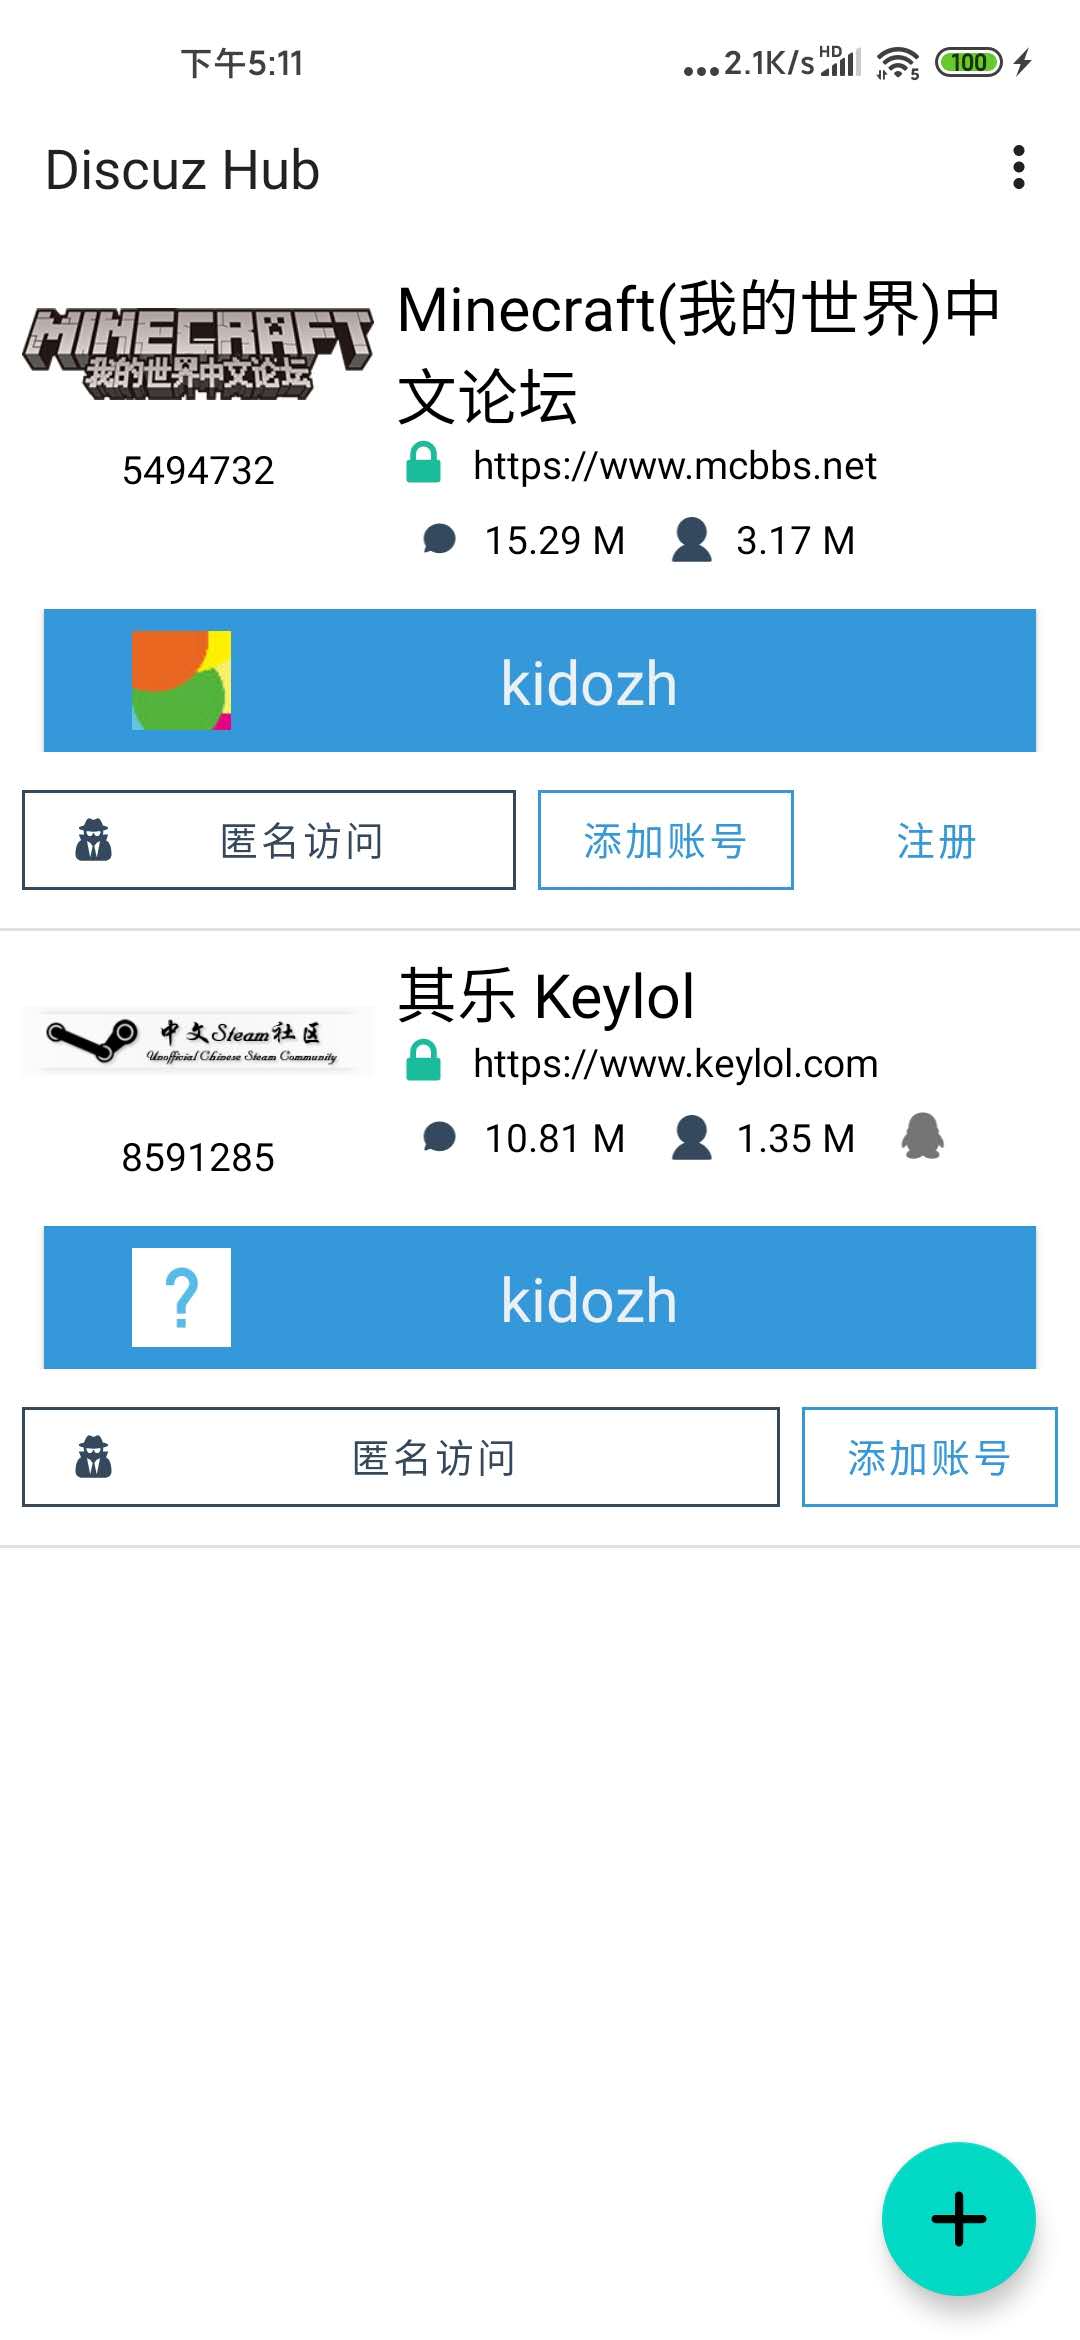 下午5:11
...2.1K/s HD 5 100
Discuz Hub
MINECRAFT
我的世界中文论坛
Minecraft(我的世界)中
文论坛
5494732
https://www.mcbbs.net
15.29 M 3.17 M
kidozh
匿名访问 添加账号 注册
中文Steam社区
Unofficial Chinese Steam Community
其乐 Keylol
https://www.keylol.com
8591285
10.81 M 1.35 M
?
kidozh
匿名访问 添加账号